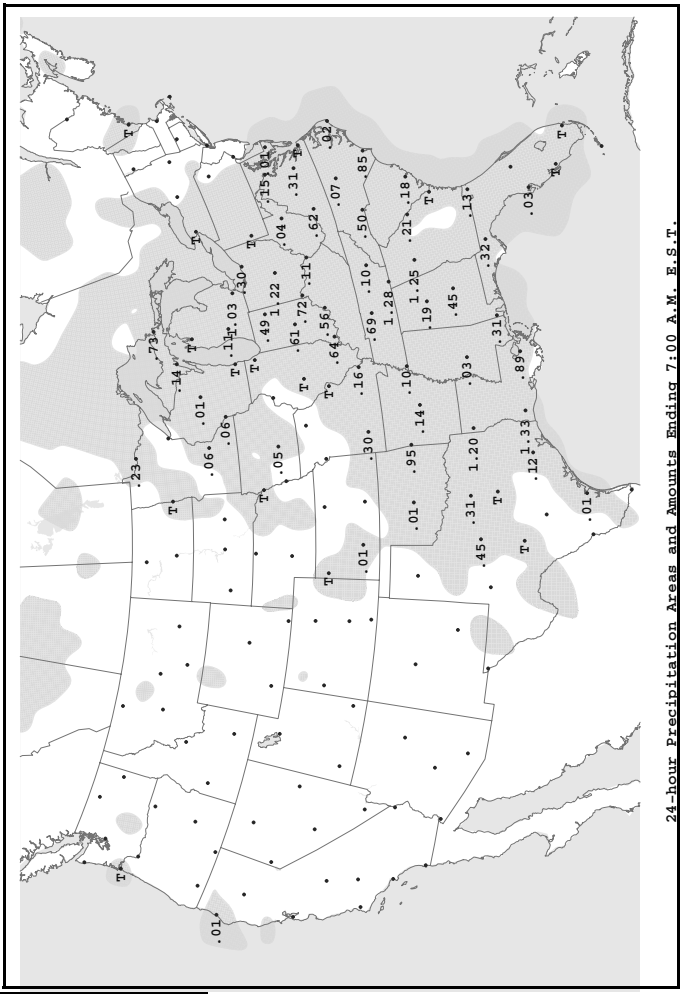 T
T
.23
.73
T
.14
T
T
.01
.06
.01
.06
.11
T
.30
T
T
T
.49
.15
.01
1.22
.05
.04
.31
.61
T
.72
T
.11
.62
.56
.02
T
T
.64
.07
.16
.50
.85
.01
.10
.30
.69
1.28
.18
.10
.21
.95
.01
1.25
.14
.19
T
.45
.03
.13
.31
1.20
.45
.32
.31
T
.89
T
1.33
.03
.12
T
T
.01
24-hour Precipitation Areas and Amounts Ending 7:00 A.M. E.S.T.